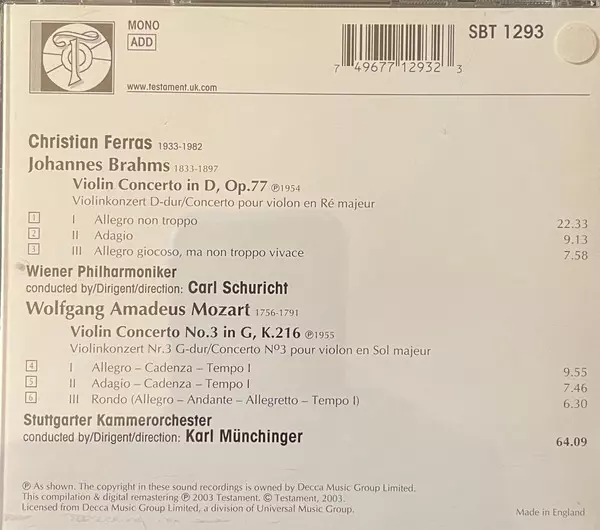 MONO
ADD
SBT 1293
7 49677 12932 3
www.testament.uk.com
Christian Ferras 1933-1982
Johannes Brahms 1833-1897
Violin Concerto in D, Op.77 ℗1954
Violinkonzert D-dur/Concerto pour violon en Ré majeur
1 I Allegro non troppo 22.33
2 II Adagio 9.13
3 III Allegro giocoso, ma non troppo vivace 7.58
Wiener Philharmoniker
conducted by/Dirigent/direction: Carl Schuricht
Wolfgang Amadeus Mozart 1756-1791
Violin Concerto No.3 in G, K.216 ℗1955
Violinkonzert Nr.3 G-dur/Concerto Nº3 pour violon en Sol majeur
4 I Allegro – Cadenza – Tempo I 9.55
5 II Adagio – Cadenza – Tempo I 7.46
6 III Rondo (Allegro – Andante – Allegretto – Tempo I) 6.30
Stuttgarter Kammerorchester
conducted by/Dirigent/direction: Karl Münchinger 64.09
℗ As shown. The copyright in these sound recordings is owned by Decca Music Group Limited.
This compilation & digital remastering ℗ 2003 Testament. © Testament, 2003.
Licensed from Decca Music Group Limited, a division of Universal Music Group. Made in England